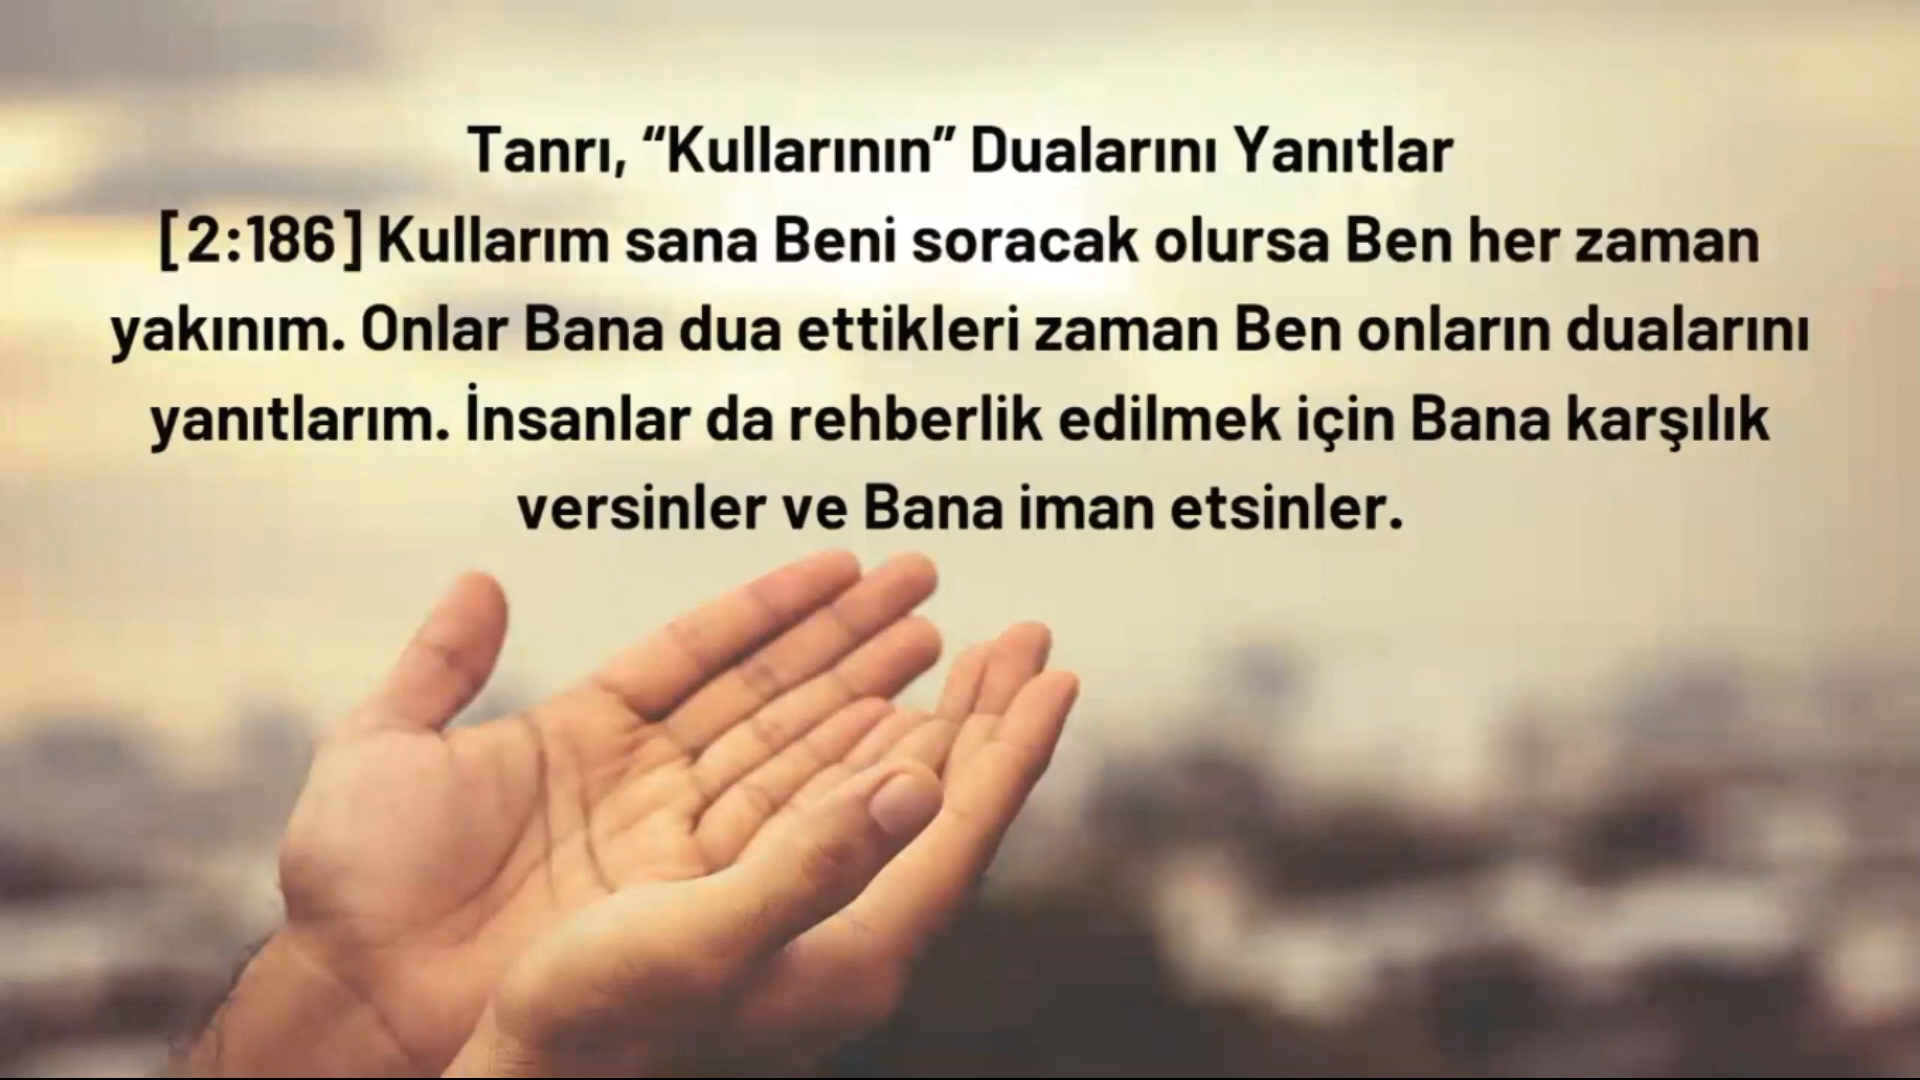 Tanrı, “Kullarının” Dualarını Yanıtlar
[2:186] Kullarım sana Beni soracak olursa Ben her zaman
yakınım. Onlar Bana dua ettikleri zaman Ben onların dualarını
yanıtlarım. İnsanlar da rehberlik edilmek için Bana karşılık
versinler ve Bana iman etsinler.